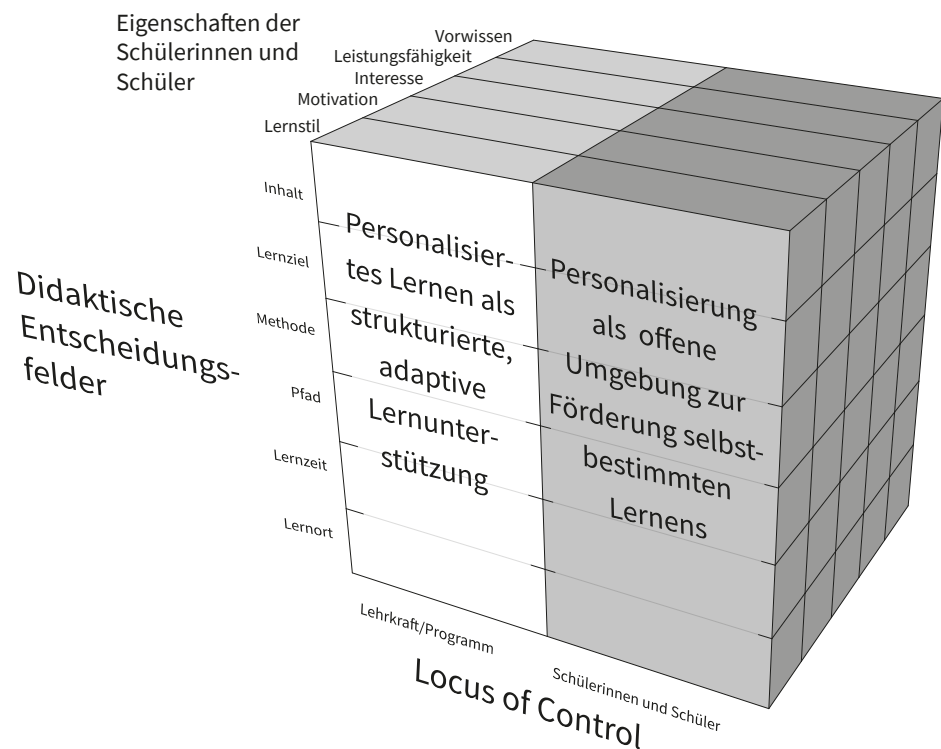 Eigenschaften der
Schülerinnen und
Schüler
Vorwissen
Leistungsfähigkeit
Interesse
Motivation
Lernstil
Inhalt
Lernziel
Methode
Pfad
Lernzeit
Lernort
Didaktische
Entscheidungs-
felder
Personalisier-
tes Lernen als
strukturierte,
adaptive
Lernunter-
stützung
Personalisierung
als offene
Umgebung zur
Förderung selbst-
bestimmten
Lernens
Lehrkraft/Programm
Schülerinnen und Schüler
Locus of Control